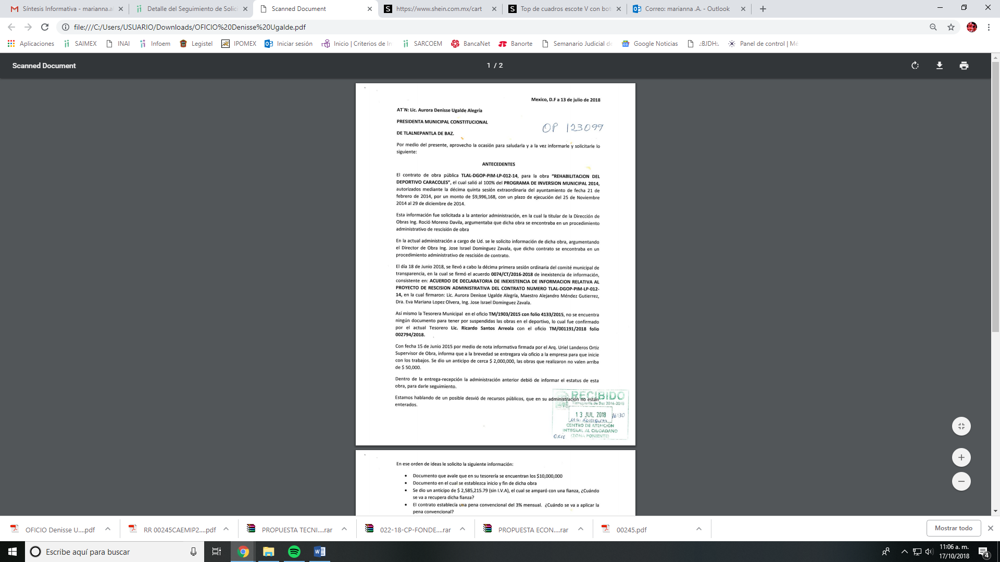 Síntesis Informativa - marianna.al
Detalle del Seguimiento de Solici
Scanned Document
https://www.shein.com.mx/cart
Top de cuadros escote V con bot
Correo: marianna .A. - Outlook
file:///C:/Users/USUARIO/Downloads/OFICIO%20Denisse%20Ugalde.pdf
Aplicaciones
SAIMEX
INAI
Infoem
Legistel
IPOMEX
Iniciar sesión
Inicio | Criterios de In
SARCOEM
BancaNet
Banorte
Semanario Judicial de
Google Noticias
.:BJDH:.
Panel de control | Mé
Scanned Document
1 / 2
Mexico, D.F a 13 de julio de 2018
AT`N: Lic. Aurora Denisse Ugalde Alegría
PRESIDENTA MUNICIPAL CONSTITUCIONAL
OP 123099
DE TLALNEPANTLA DE BAZ.
Por medio del presente, aprovecho la ocasión para saludarla y a la vez informarle y solicitarle lo
siguiente:
ANTECEDENTES
El contrato de obra pública TLAL-DGOP-PIM-LP-012-14, para la obra “REHABILITACION DEL
DEPORTIVO CARACOLES”, el cual salió al 100% del PROGRAMA DE INVERSION MUNICIPAL 2014,
autorizados mediante la décima quinta sesión extraordinaria del ayuntamiento de fecha 21 de
febrero de 2014, por un monto de $9,996,168, con un plazo de ejecución del 25 de Noviembre
2014 al 29 de diciembre de 2014.
Esta información fue solicitada a la anterior administración, en la cual la titular de la Dirección de
Obras Ing. Roció Moreno Davila, argumentaba que dicha obra se encontraba en un procedimiento
administrativo de rescisión de obra
En la actual administración a cargo de Ud. se le solicito información de dicha obra, argumentando
el Director de Obra Ing. Jose Israel Dominguez Zavala, que dicho contrato se encontraba en un
procedimiento administrativo de rescisión de contrato.
El día 18 de Junio 2018, se llevó a cabo la décima primera sesión ordinaria del comité municipal de
transparencia, en la cual se firmó el acuerdo 0074/CT/2016-2018 de inexistencia de información,
consistente en: ACUERDO DE DECLARATORIA DE INEXISTENCIA DE INFORMACION RELATIVA AL
PROYECTO DE RESCISION ADMINISTRATIVA DEL CONTRATO NUMERO TLAL-DGOP-PIM-LP-012-
14, en la cual firmaron: Lic. Aurora Denisse Ugalde Alegría, Maestro Alejandro Méndez Gutierrez,
Dra. Eva Mariana Lopez Olvera, Ing. Jose Israel Dominguez Zavala.
Así mismo la Tesorera Municipal en el oficio TM/1903/2015 con folio 4133/2015, no se encuentra
ningún documento para tener por suspendidas las obras en el deportivo, lo cual fue confirmado
por el actual Tesorero Lic. Ricardo Santos Arreola con el oficio TM/001191/2018 folio
002794/2018.
Con fecha 15 de Junio 2015 por medio de nota informativa firmada por el Arq. Uriel Landeros Ortiz
Supervisor de Obra, informa que a la brevedad se entregara vía oficio a la empresa para que inicie
con los trabajos. Se dio un anticipo de cerca $ 2,000,000, las obras que realizaron no valen arriba
de $ 50,000.
Dentro de la entrega-recepción la administración anterior debió de informar el estatus de esta
obra, para darle seguimiento.
Estamos hablando de un posible desvió de recursos públicos, que en su administración no están
enterados.
RECIBIDO
Tlalnepantla de Baz 2016-2018
13 JUL 2018 16:30
CENTRO DE ATENCIÓN
INTEGRAL AL CIUDADANO
(ZONA PONIENTE)
En ese orden de ideas le solicito la siguiente información:
• Documento que avale que en su tesorería se encuentran los $10,000,000
• Documento en el cual se establezca inicio y fin de dicha obra
• Se dio un anticipo de $ 2,585,215.79 (sin I.V.A), el cual se amparó con una fianza, ¿Cuándo
se va a recupera dicha fianza?
• El contrato establecía una pena convencional del 3% mensual. ¿Cuándo se va a aplicar la
pena convencional?
OFICIO Denisse U....pdf
RR 00245CAEMIP2....pdf
PROPUESTA TECNI....rar
022-18-CP-FONDE....rar
PROPUESTA ECON....rar
00245.pdf
Mostrar todo
Escribe aquí para buscar
11:06 a. m.
17/10/2018
4